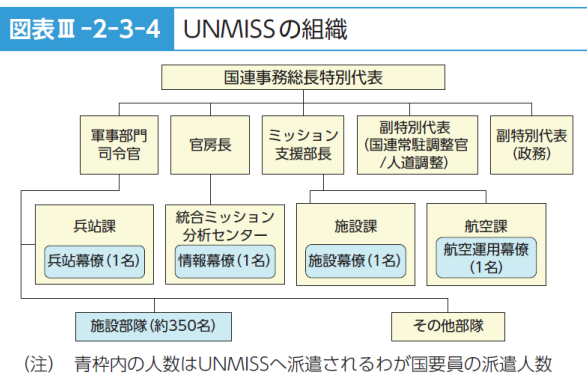 図表Ⅲ-2-3-4 UNMISSの組織
国連事務総長特別代表
軍事部門
司令官
官房長
ミッション
支援部長
副特別代表
(国連常駐調整官
/人道調整)
副特別代表
(政務)
兵站課
兵站幕僚(1名)
統合ミッション
分析センター
情報幕僚(1名)
施設課
施設幕僚(1名)
航空課
航空運用幕僚
(1名)
施設部隊(約350名)
その他部隊
(注) 青枠内の人数はUNMISSへ派遣されるわが国要員の派遣人数